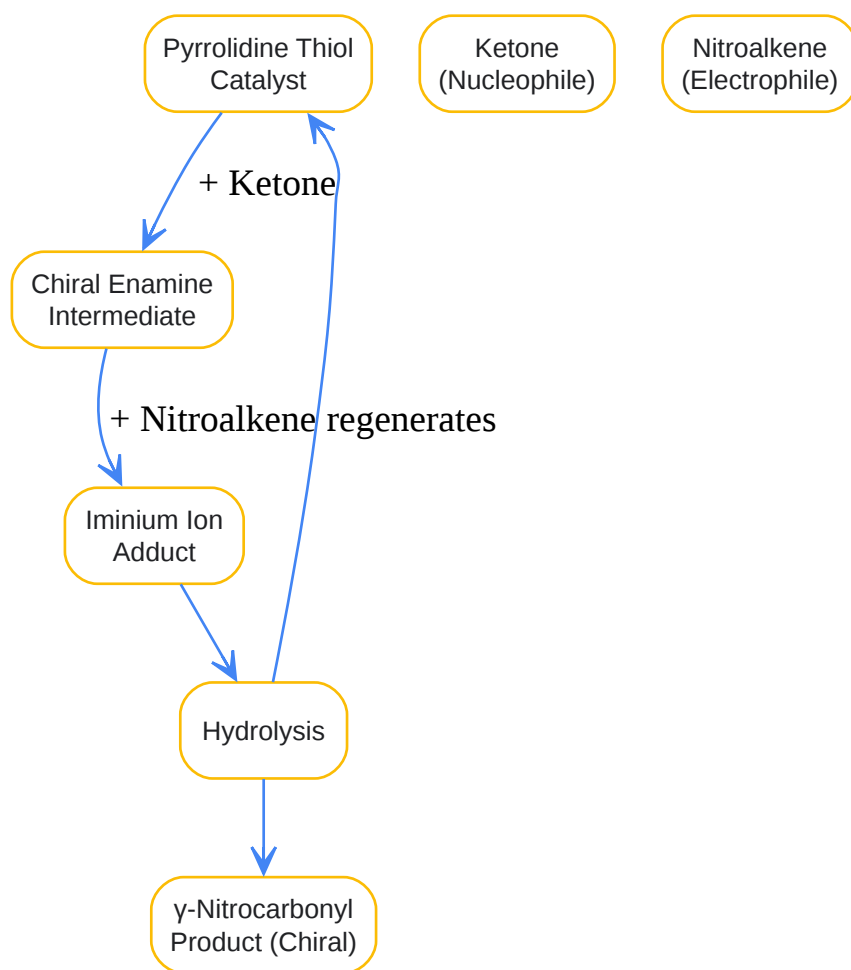 Pyrrolidine Thiol
Catalyst
Ketone
(Nucleophile)
Nitroalkene
(Electrophile)
+ Ketone
Chiral Enamine
Intermediate
+ Nitroalkene
regenerates
Iminium Ion
Adduct
Hydrolysis
γ-Nitrocarbonyl
Product (Chiral)